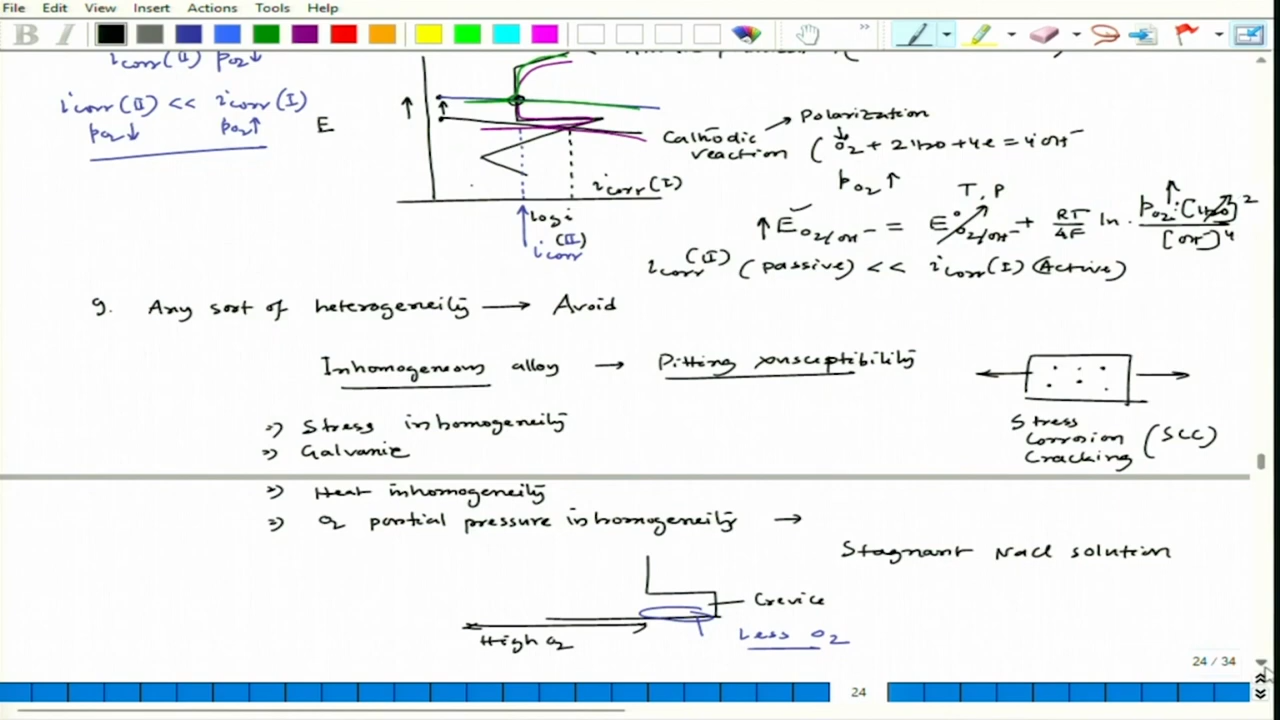 File Edit View Insert Actions Tools Help
B I
icorr(II) PO2↓
icorr(II) << icorr(I)
PO2↓ PO2↑
E
Polarization
Cathodic reaction ( O2 + 2H2O + 4e = 4OH⁻
PO2 ↑
icorr(I)
log i
icorr(II)
T, P
↑ E O2/OH⁻ = E° O2/OH⁻ + RT/4F ln PO2 · (H2O)² / [OH⁻]⁴
icorr(II) (passive) << icorr(I) (Active)
9. Any sort of heterogeneity → Avoid
Inhomogeneous alloy → Pitting susceptibility
⇒ Stress inhomogeneity
⇒ Galvanic
Stress
Corrosion (SCC)
Cracking
⇒ Heat inhomogeneity
⇒ O2 partial pressure inhomogeneity →
Stagnant NaCl solution
Crevice
High O2
Less O2
24 / 34
24